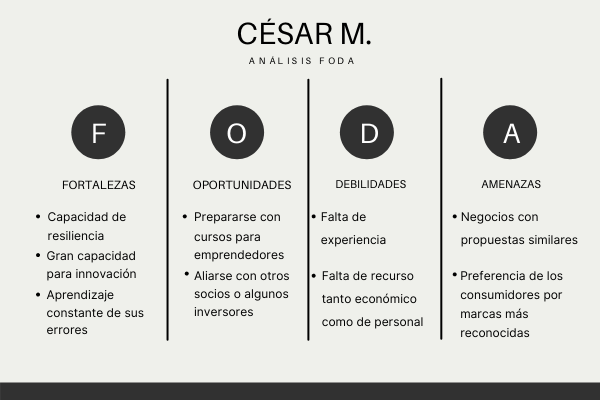 CÉSAR M.
ANÁLISIS FODA
F
FORTALEZAS
• Capacidad de
resiliencia
• Gran capacidad
para innovación
• Aprendizaje
constante de sus
errores
O
OPORTUNIDADES
• Prepararse con
cursos para
emprendedores
• Aliarse con otros
socios o algunos
inversores
D
DEBILIDADES
• Falta de
experiencia
• Falta de recurso
tanto económico
como de personal
A
AMENAZAS
• Negocios con
propuestas similares
• Preferencia de los
consumidores por
marcas más
reconocidas